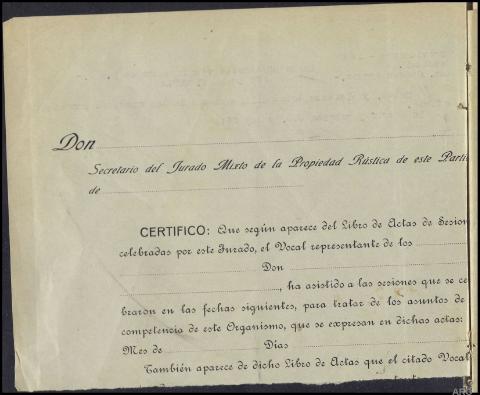 Don
Secretario del Jurado Mixto de la Propiedad Rústica de este Parti
de
CERTIFICO: Que según aparece del Libro de Actas de Sesion
celebradas por este Jurado, el Vocal representante de los
Don
, ha asistido a las sesiones que se ce
braron en las fechas siguientes, para tratar de los asuntos de
competencia de este Organismo, que se expresan en dichas actas:
Mes de Días
También aparece de dicho Libro de Actas que el citado Vocal